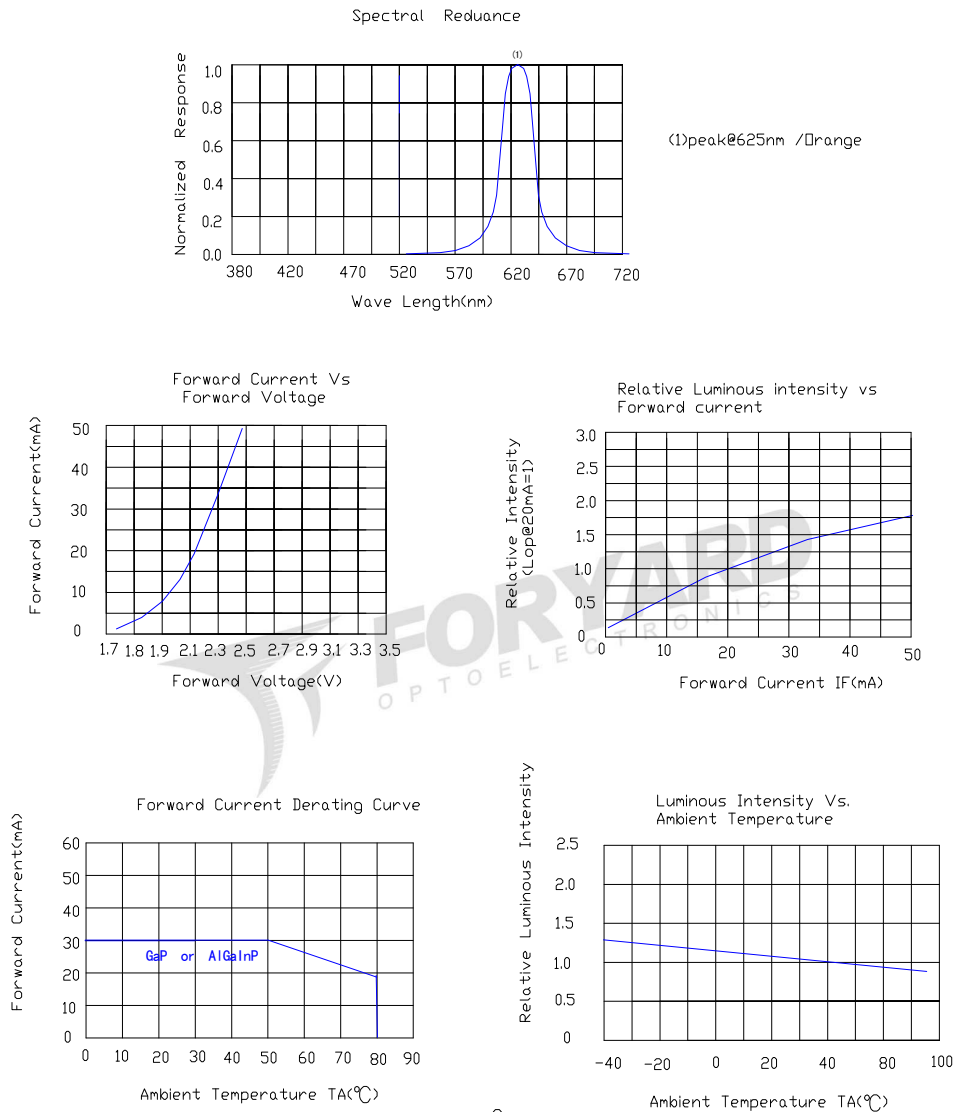 Spectral Reduance
Normalized Response
(1)
1.0
0.8
0.6
0.4
0.2
0.0
380 420 470 520 570 620 670 720
Wave Length(nm)
(1)peak@625nm /▯range
Forward Current Vs
Forward Voltage
Forward Current(mA)
50
40
30
20
10
0
1.7 1.8 1.9 2.1 2.3 2.5 2.7 2.9 3.1 3.3 3.5
Forward Voltage(V)
Relative Luminous intensity vs
Forward current
Relative Intensity
(Lop@20mA=1)
3.0
2.5
2.0
1.5
1.0
0.5
0
0 10 20 30 40 50
Forward Current IF(mA)
FORYARD
OPTOELECTRONICS
Forward Current Derating Curve
Forward Current(mA)
60
50
40
30
20
10
0
GaP or AlGaInP
0 10 20 30 40 50 60 70 80 90
Ambient Temperature TA(℃)
Luminous Intensity Vs.
Ambient Temperature
Relative Luminous Intensity
2.5
2.0
1.5
1.0
0.5
0
-40 -20 0 20 40 80 100
Ambient Temperature TA(℃)